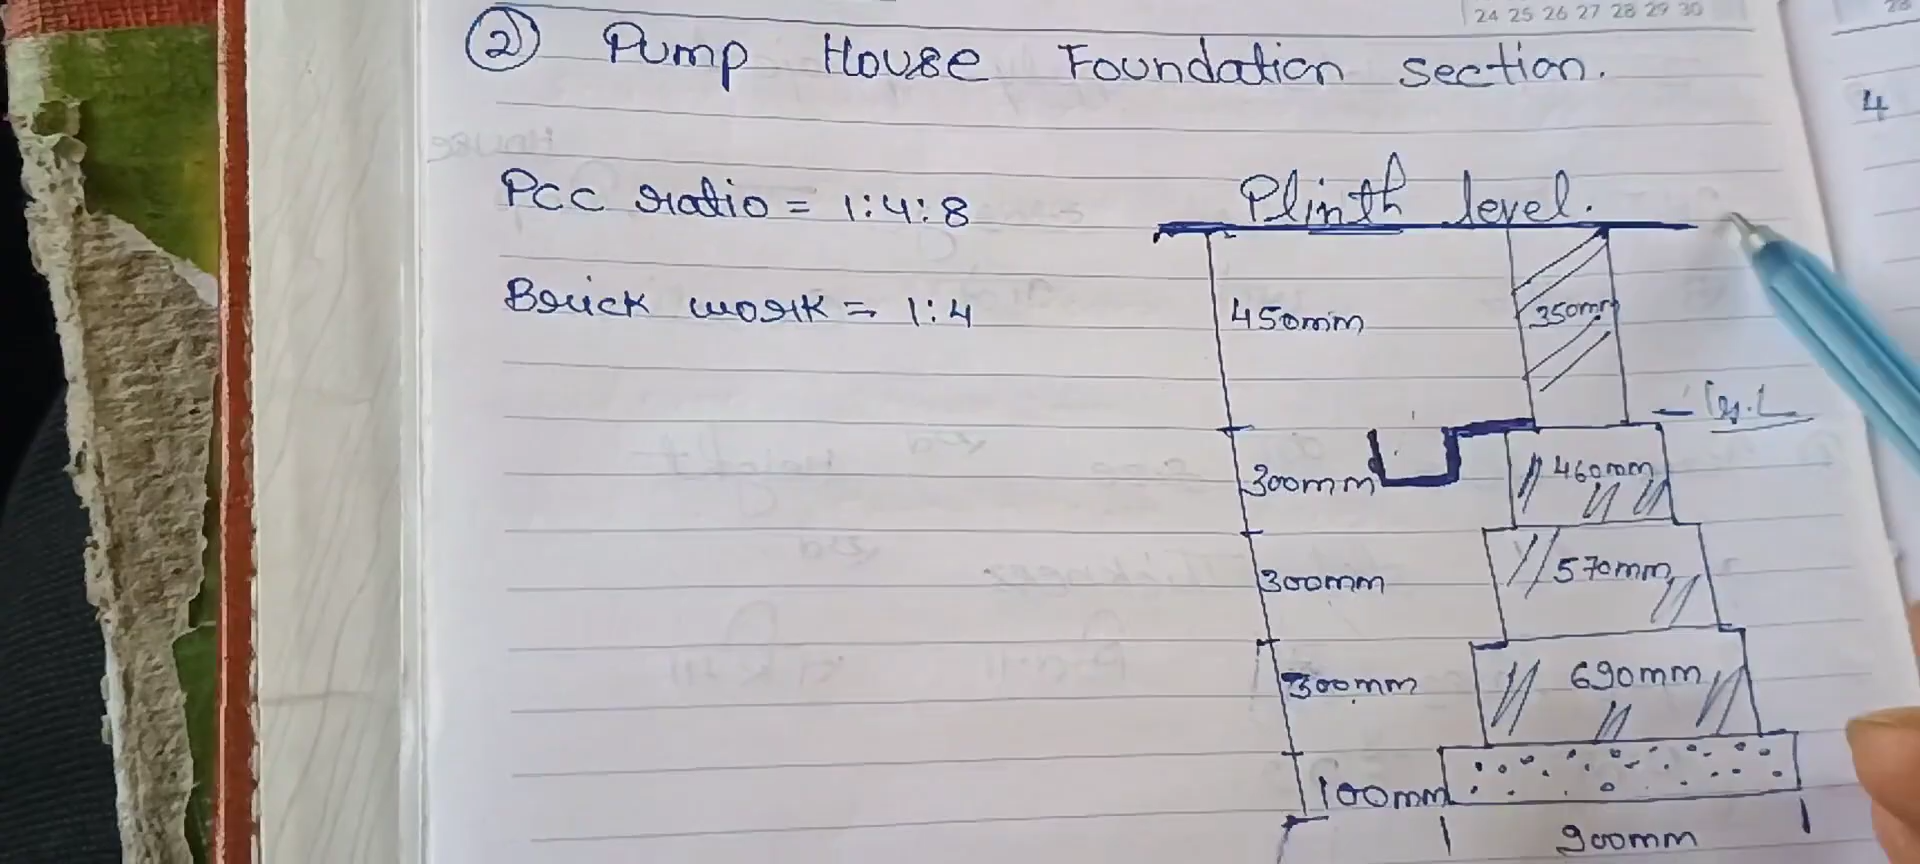 24 25 26 27 28 29 30
28
② Pump House Foundation section.
4
PCC ratio = 1:4:8
Plinth level.
Brick work = 1:4
450mm
350mm
G.L
300mm
460mm
300mm
570mm
300mm
690mm
100mm
900mm